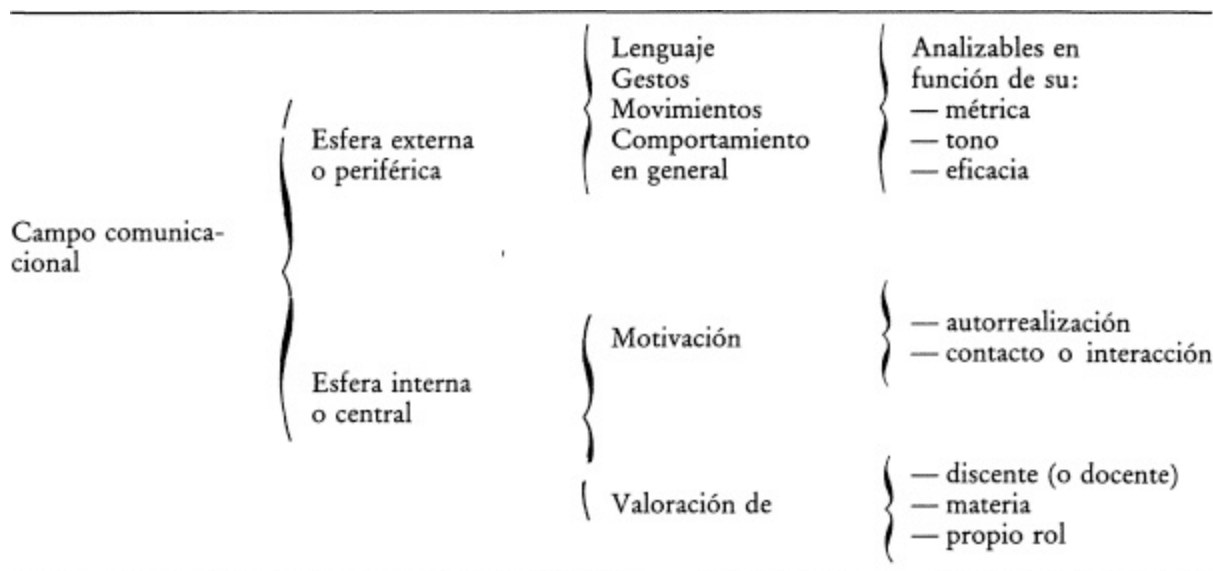 Campo comunica-
cional
Esfera externa
o periférica
Lenguaje
Gestos
Movimientos
Comportamiento
en general
Analizables en
función de su:
— métrica
— tono
— eficacia
Esfera interna
o central
Motivación
— autorrealización
— contacto o interacción
Valoración de
— discente (o docente)
— materia
— propio rol